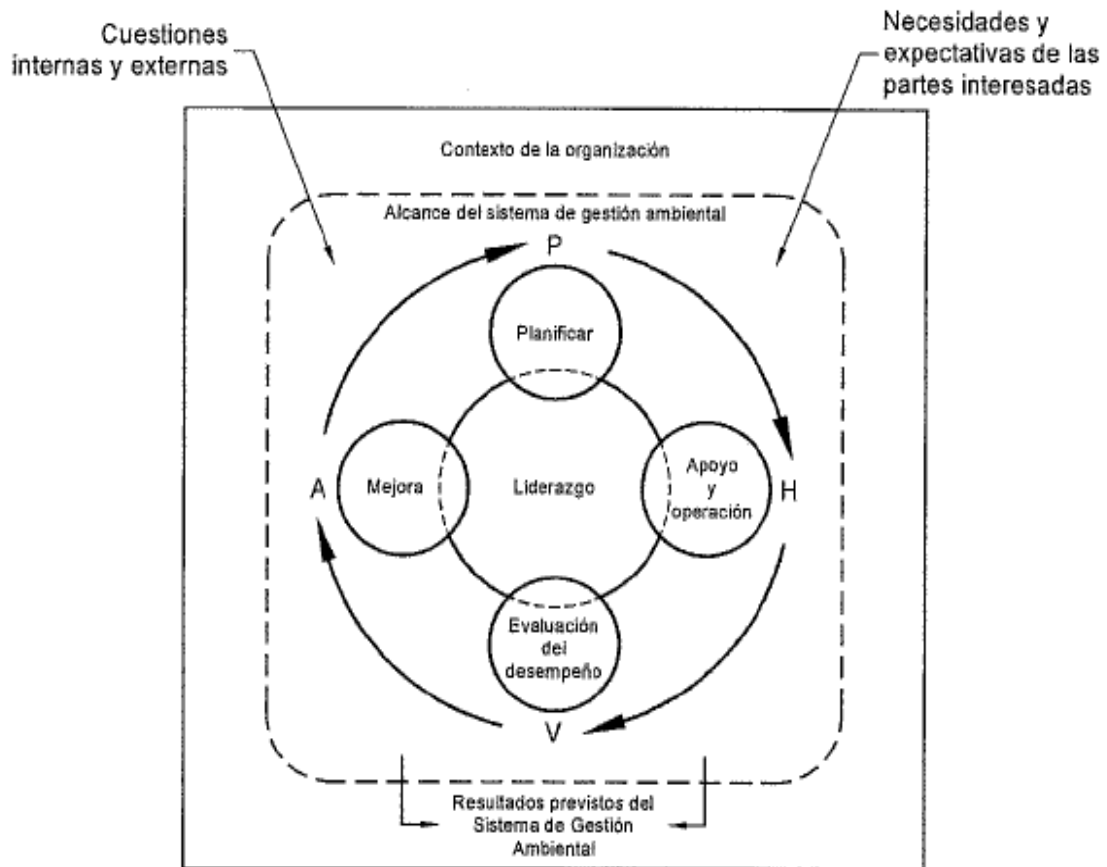 Cuestiones
internas y externas
Necesidades y
expectativas de las
partes interesadas
Contexto de la organización
Alcance del sistema de gestión ambiental
P
Planificar
A
Mejora
Liderazgo
Apoyo
y
operación
H
Evaluación
del
desempeño
V
Resultados previstos del
Sistema de Gestión
Ambiental